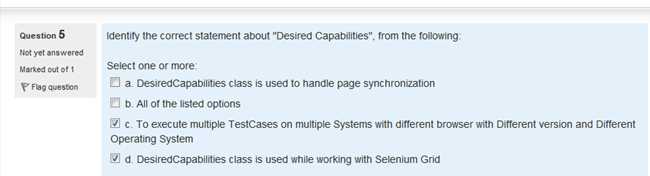 Question 5
Not yet answered
Marked out of 1
Flag question
Identify the correct statement about "Desired Capabilities", from the following:
Select one or more:
a. DesiredCapabilities class is used to handle page synchronization
b. All of the listed options
c. To execute multiple TestCases on multiple Systems with different browser with Different version and Different
Operating System
d. DesiredCapabilities class is used while working with Selenium Grid